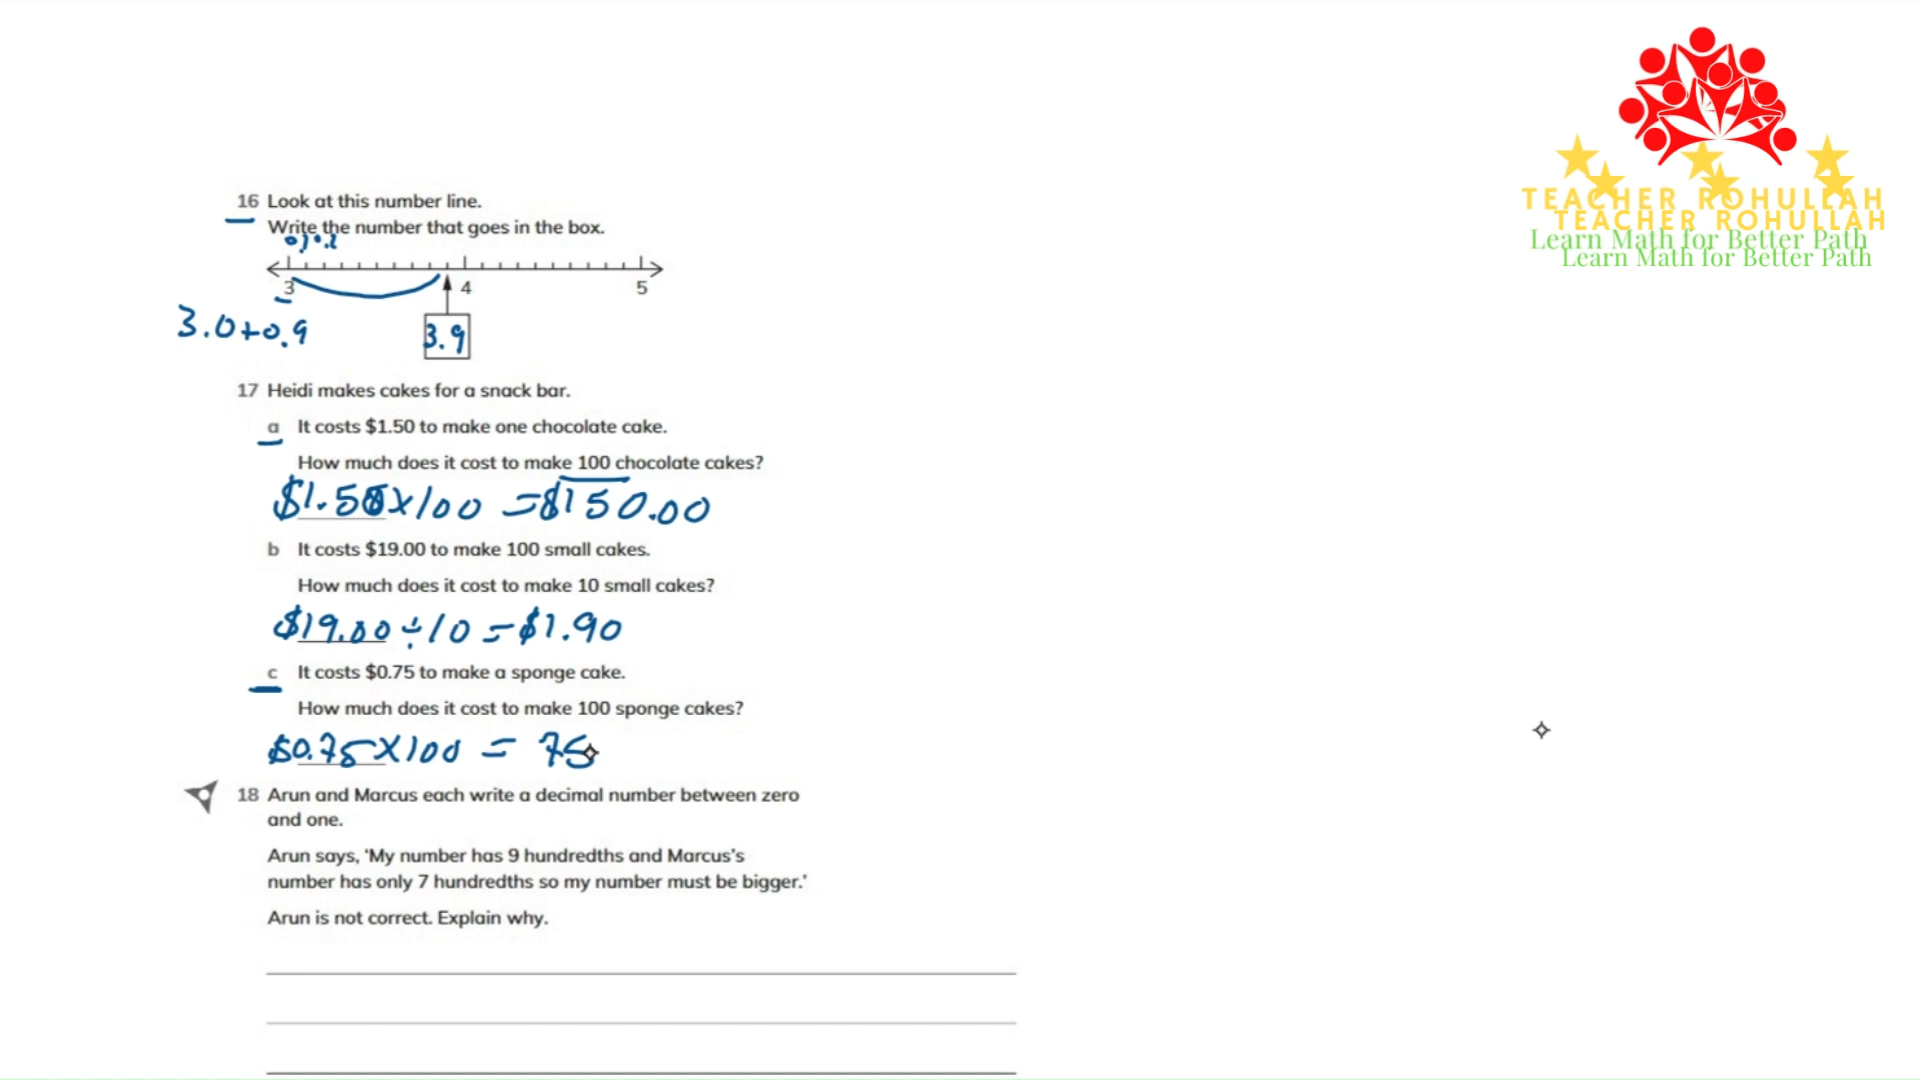 TEACHER ROHULLAH
TEACHER ROHULLAH
Learn Math for Better Path
Learn Math for Better Path
16 Look at this number line.
Write the number that goes in the box.
3 4 5
3.0+0.9
3.9
17 Heidi makes cakes for a snack bar.
a It costs $1.50 to make one chocolate cake.
How much does it cost to make 100 chocolate cakes?
$1.50×100 =$150.00
b It costs $19.00 to make 100 small cakes.
How much does it cost to make 10 small cakes?
$19.00÷10=$1.90
c It costs $0.75 to make a sponge cake.
How much does it cost to make 100 sponge cakes?
$0.75×100 = 75
18 Arun and Marcus each write a decimal number between zero
and one.
Arun says, 'My number has 9 hundredths and Marcus's
number has only 7 hundredths so my number must be bigger.'
Arun is not correct. Explain why.